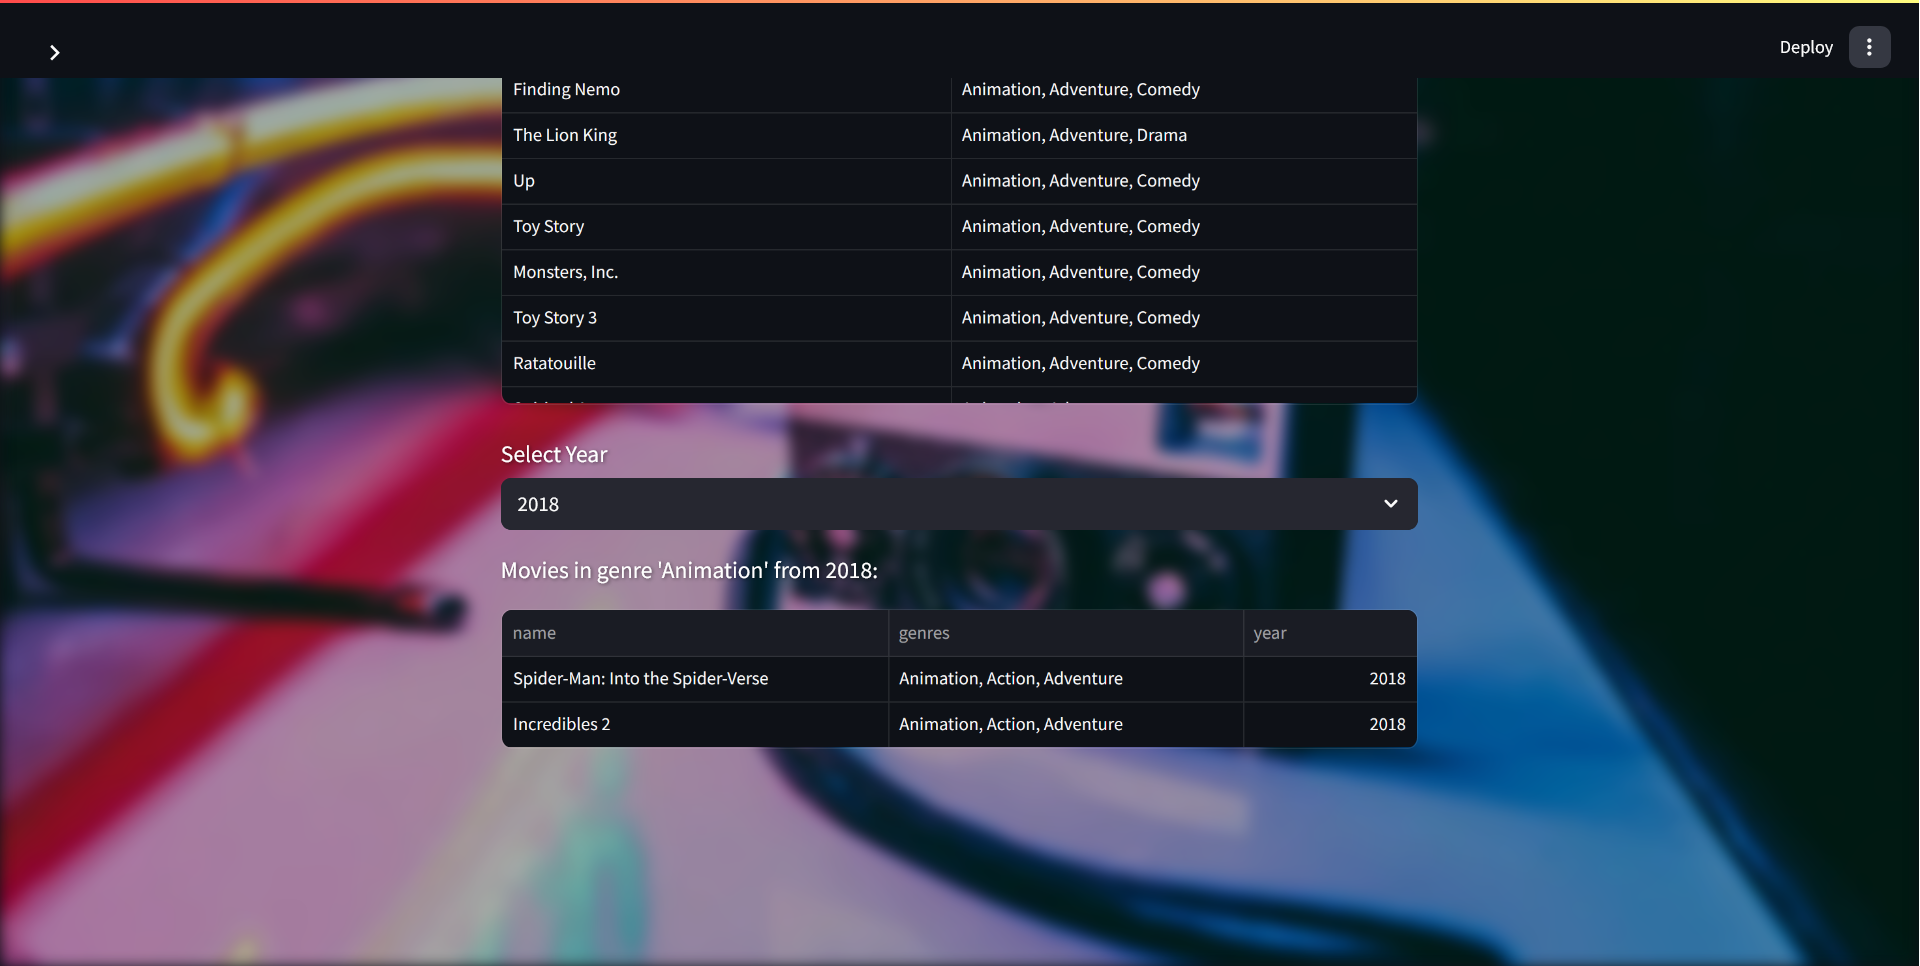 Deploy
Finding Nemo Animation, Adventure, Comedy
The Lion King Animation, Adventure, Drama
Up Animation, Adventure, Comedy
Toy Story Animation, Adventure, Comedy
Monsters, Inc. Animation, Adventure, Comedy
Toy Story 3 Animation, Adventure, Comedy
Ratatouille Animation, Adventure, Comedy
Select Year
2018
Movies in genre 'Animation' from 2018:
name genres year
Spider-Man: Into the Spider-Verse Animation, Action, Adventure 2018
Incredibles 2 Animation, Action, Adventure 2018